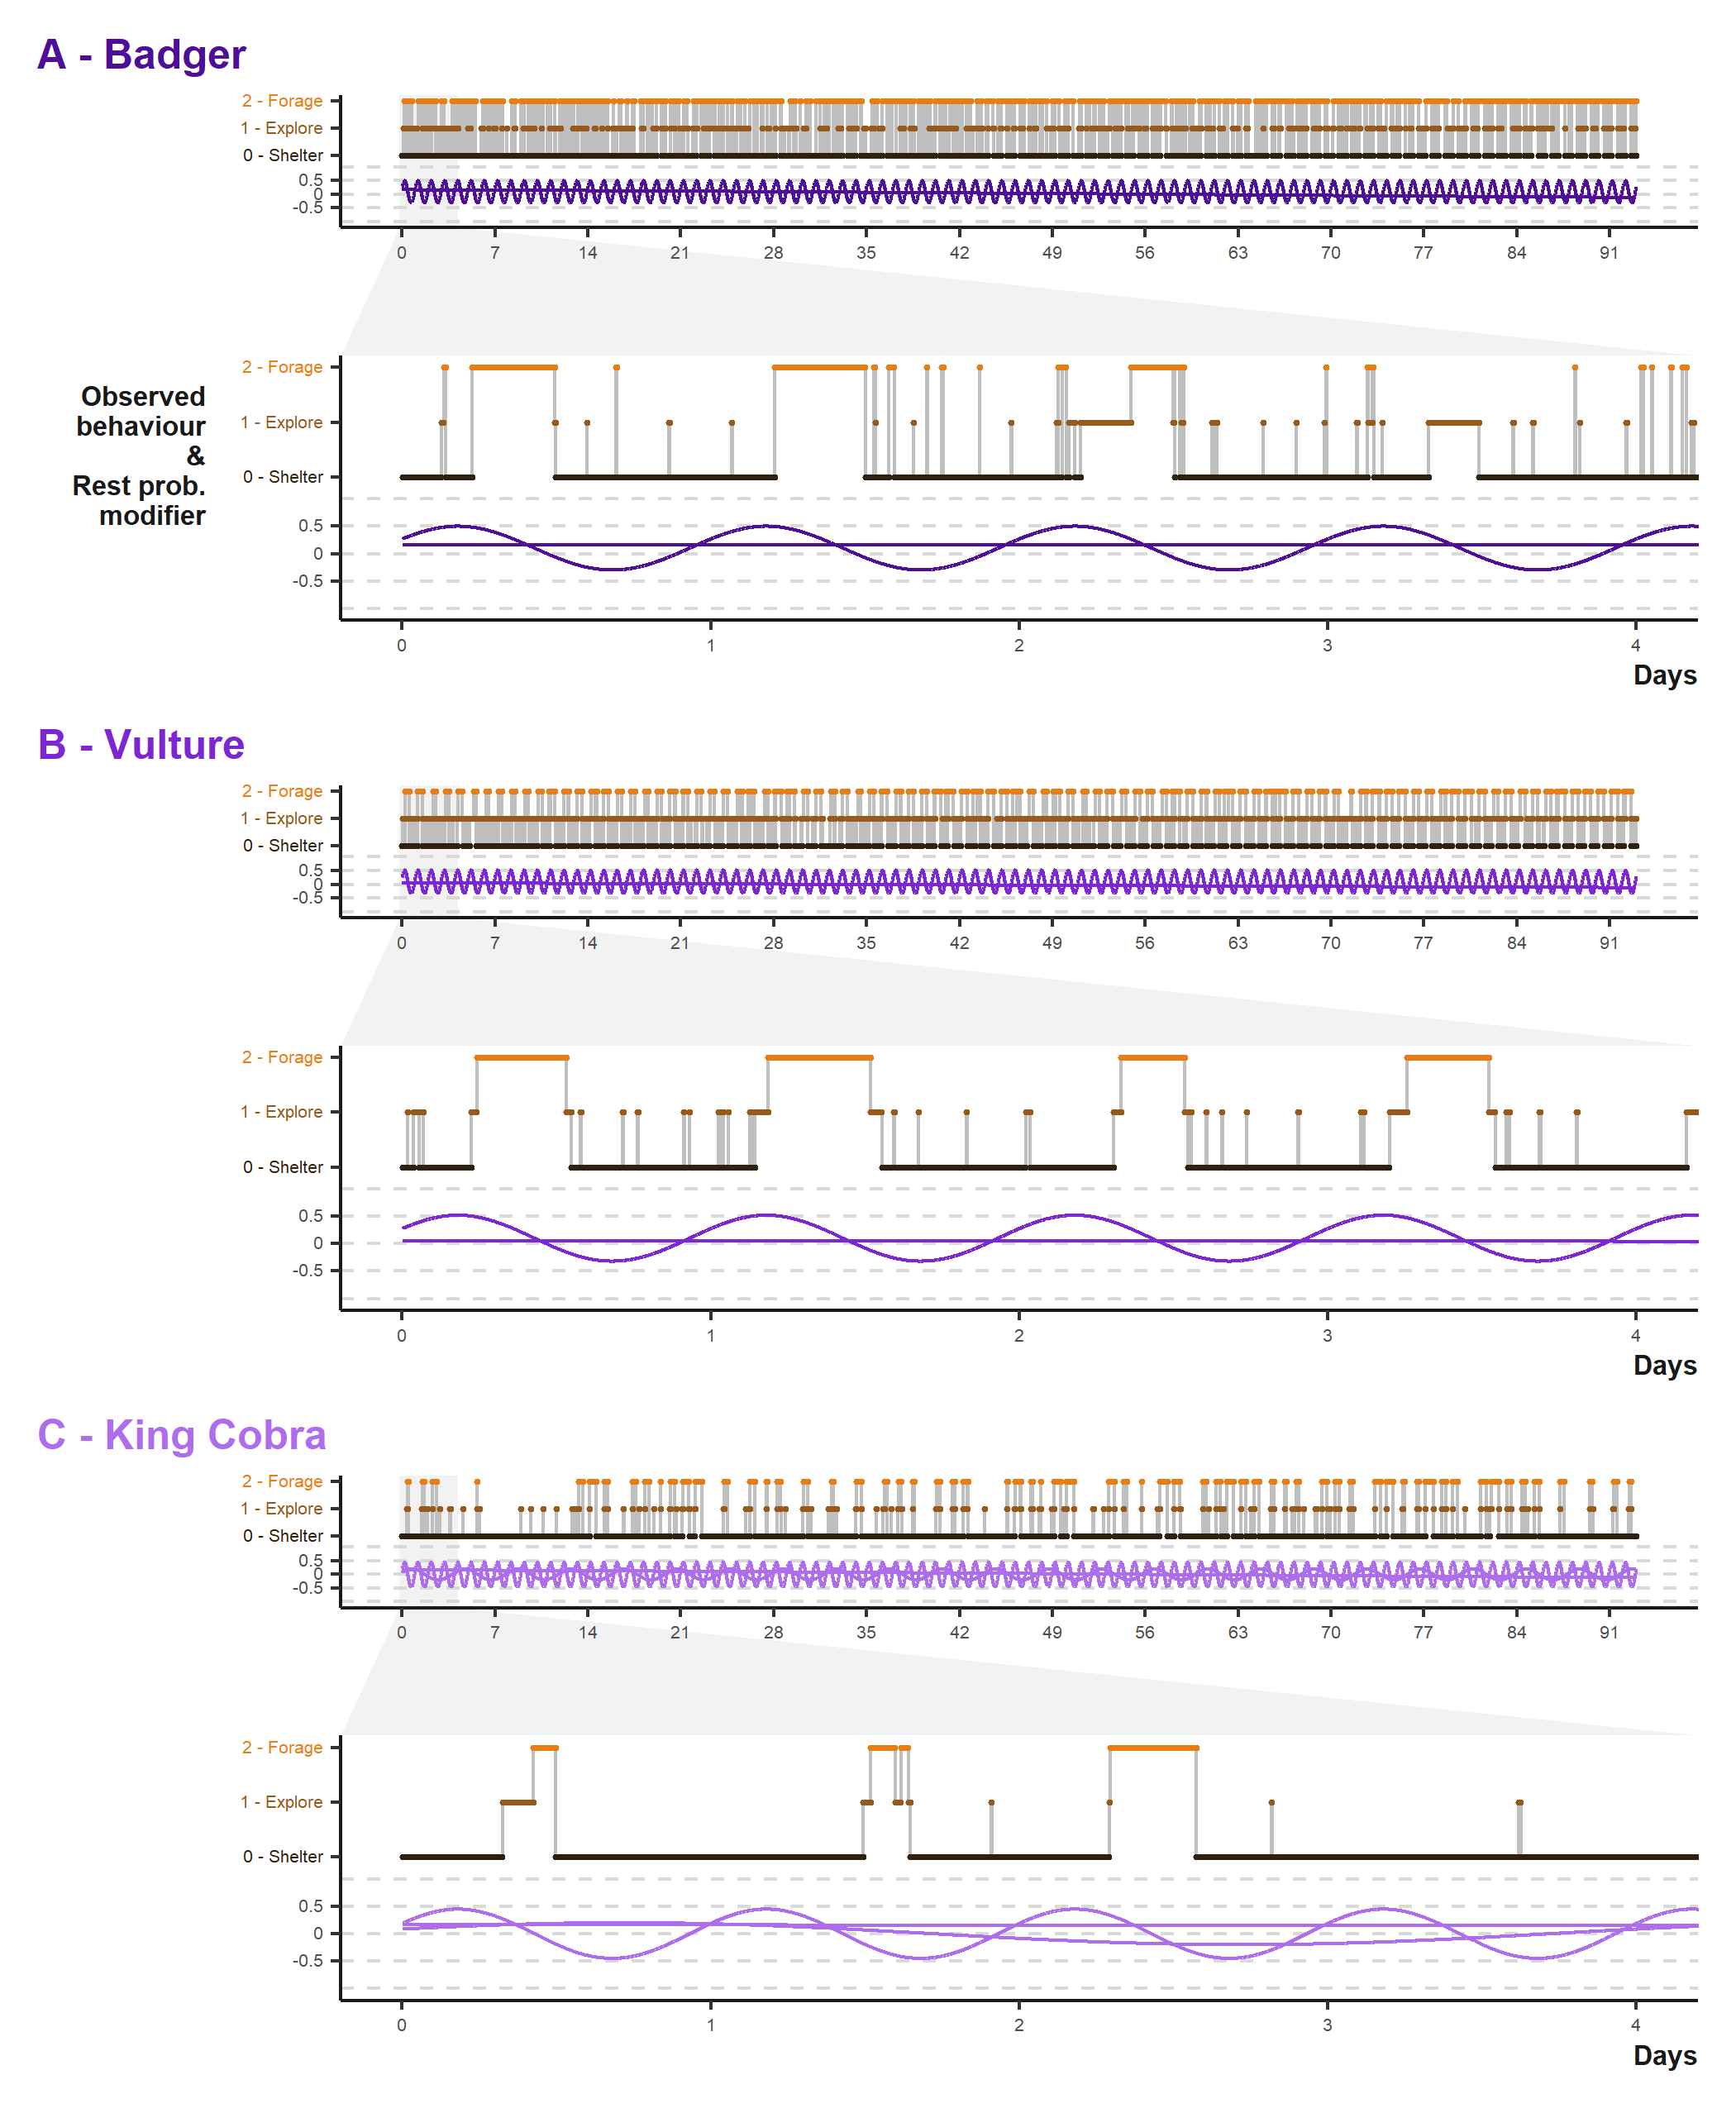 A - Badger
2 - Forage
1 - Explore
0 - Shelter
0.5
0
-0.5
0 7 14 21 28 35 42 49 56 63 70 77 84 91
Observed
behaviour
&
Rest prob.
modifier
2 - Forage
1 - Explore
0 - Shelter
0.5
0
-0.5
0 1 2 3 4
Days
B - Vulture
2 - Forage
1 - Explore
0 - Shelter
0.5
0
-0.5
0 7 14 21 28 35 42 49 56 63 70 77 84 91
2 - Forage
1 - Explore
0 - Shelter
0.5
0
-0.5
0 1 2 3 4
Days
C - King Cobra
2 - Forage
1 - Explore
0 - Shelter
0.5
0
-0.5
0 7 14 21 28 35 42 49 56 63 70 77 84 91
2 - Forage
1 - Explore
0 - Shelter
0.5
0
-0.5
0 1 2 3 4
Days